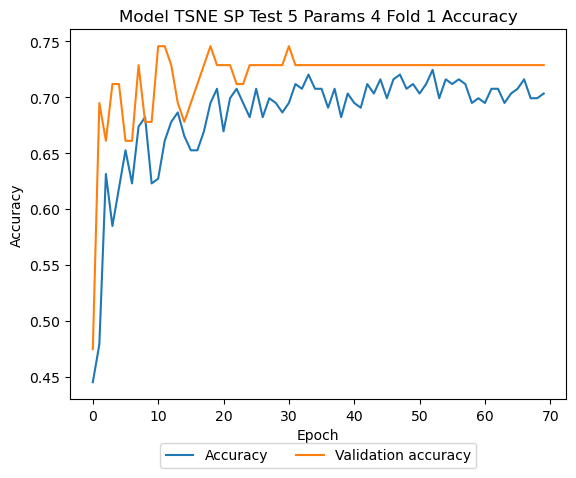 Model TSNE SP Test 5 Params 4 Fold 1 Accuracy
Accuracy
0.75
0.70
0.65
0.60
0.55
0.50
0.45
0 10 20 30 40 50 60 70
Epoch
Accuracy Validation accuracy